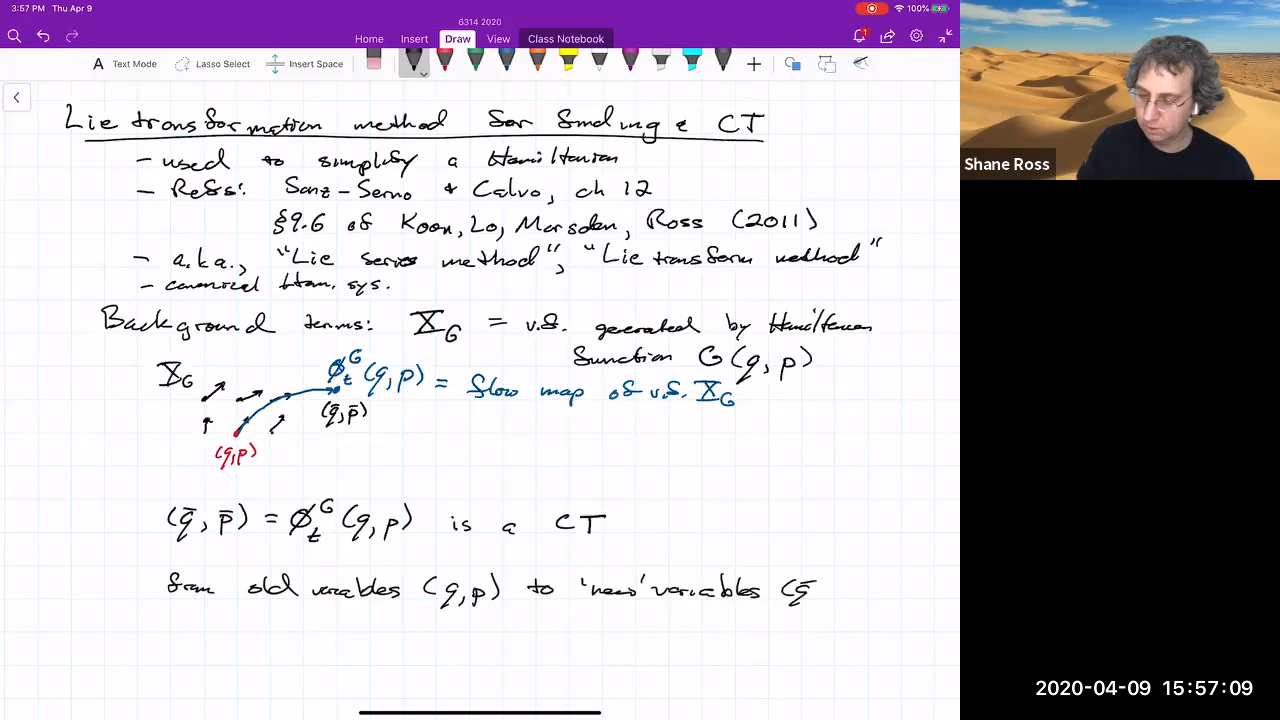 3:57 PM Thu Apr 9
100%
6314 2020
Home Insert Draw View Class Notebook
Text Mode Lasso Select Insert Space
Lie transformation method for finding a CT
- used to simplify a Hamiltonian
- Refs: Sanz-Serna & Calvo, ch 12
§9.6 of Koon, Lo, Marsden, Ross (2011)
- a.k.a., "Lie series method", "Lie transform method"
- canonical Ham. sys.
Background terms: X_G = v.f. generated by Hamiltonian
function G(q, p)
X_G
ϕ_t^G (q,p) = flow map of v.f. X_G
(q̄,p̄)
(q,p)
(q̄, p̄) = ϕ_t^G (q,p) is a CT
from old variables (q,p) to 'new' variables (q̄
Shane Ross
2020-04-09 15:57:09